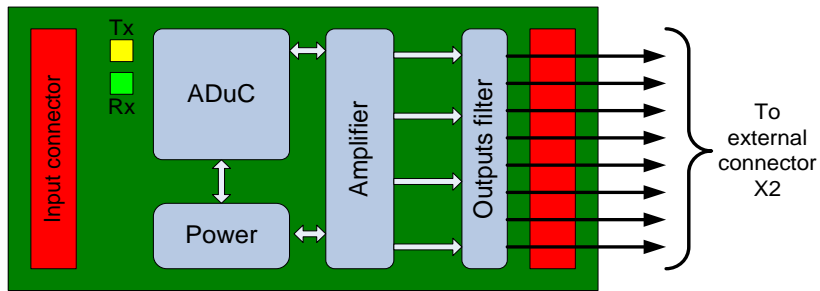 Input connector
Tx
Rx
ADuC
Power
Amplifier
Outputs filter
To
external
connector
X2